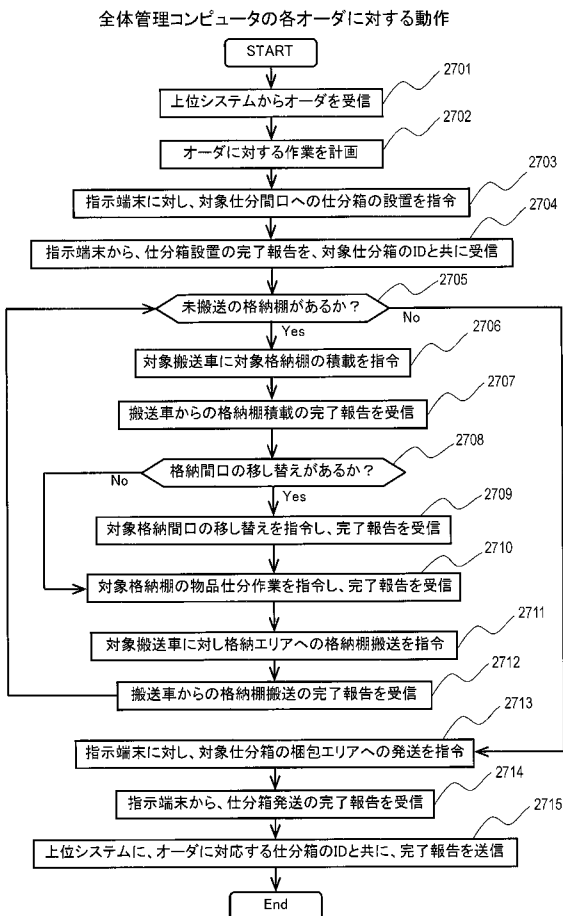 全体管理コンピュータの各オーダに対する動作
START
2701
上位システムからオーダを受信
2702
オーダに対する作業を計画
2703
指示端末に対し、対象仕分間口への仕分箱の設置を指令
2704
指示端末から、仕分箱設置の完了報告を、対象仕分箱のIDと共に受信
2705
未搬送の格納棚があるか？
No
Yes
2706
対象搬送車に対象格納棚の積載を指令
2707
搬送車からの格納棚積載の完了報告を受信
2708
格納間口の移し替えがあるか？
No
Yes
2709
対象格納間口の移し替えを指令し、完了報告を受信
2710
対象格納棚の物品仕分作業を指令し、完了報告を受信
2711
対象搬送車に対し格納エリアへの格納棚搬送を指令
2712
搬送車からの格納棚搬送の完了報告を受信
2713
指示端末に対し、対象仕分箱の梱包エリアへの発送を指令
2714
指示端末から、仕分箱発送の完了報告を受信
2715
上位システムに、オーダに対応する仕分箱のIDと共に、完了報告を送信
End